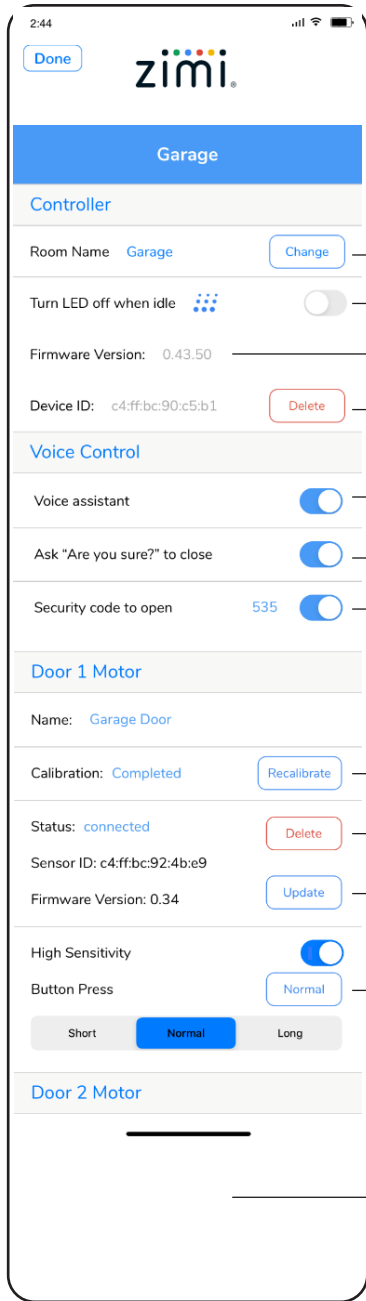 2:44
Done
zimi®
Garage
Controller
Room Name Garage Change
Turn LED off when idle
Firmware Version: 0.43.50
Device ID: c4:ff:bc:90:c5:b1 Delete
Voice Control
Voice assistant
Ask “Are you sure?” to close
Security code to open 535
Door 1 Motor
Name: Garage Door
Calibration: Completed Recalibrate
Status: connected Delete
Sensor ID: c4:ff:bc:92:4b:e9
Firmware Version: 0.34 Update
High Sensitivity
Button Press Normal
Short Normal Long
Door 2 Motor